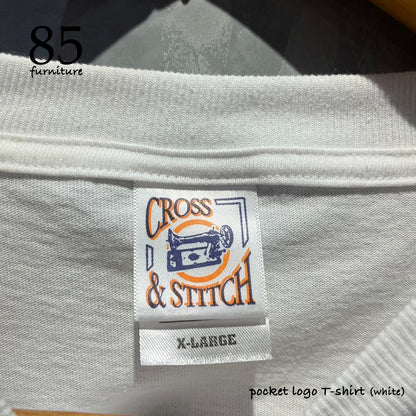 85
furniture
CROSS
& STITCH
X-LARGE
pocket logo T-shirt (white)